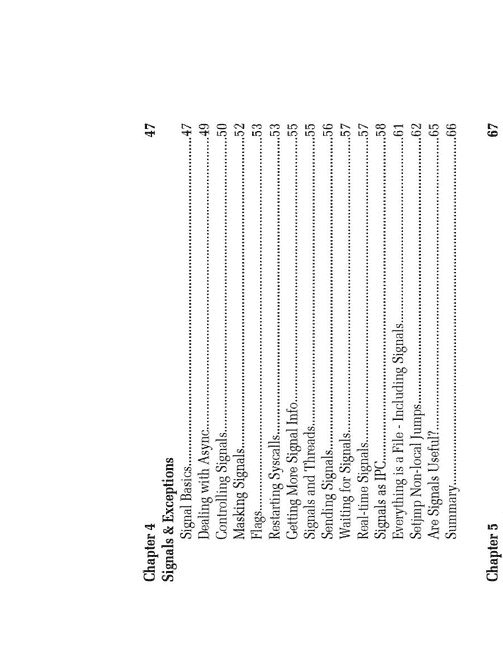 Chapter 4 47
Signals & Exceptions
Signal Basics....................47
Dealing with Async....................49
Controlling Signals....................50
Masking Signals....................52
Flags....................53
Restarting Syscalls....................53
Getting More Signal Info....................55
Signals and Threads....................55
Sending Signals....................56
Waiting for Signals....................57
Real-time Signals....................57
Signals as IPC....................58
Everything is a File - Including Signals....................61
Setjmp Non-local Jumps....................62
Are Signals Useful?....................65
Summary....................66
Chapter 5 67